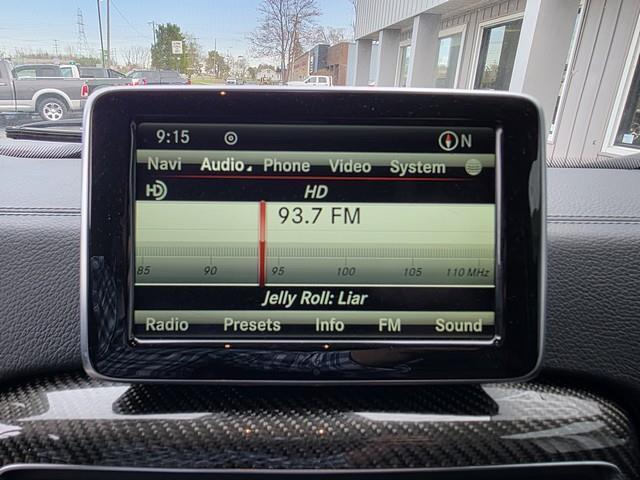 9:15 N
Navi Audio Phone Video System
HD HD
93.7 FM
85 90 95 100 105 110 MHz
Jelly Roll: Liar
Radio Presets Info FM Sound